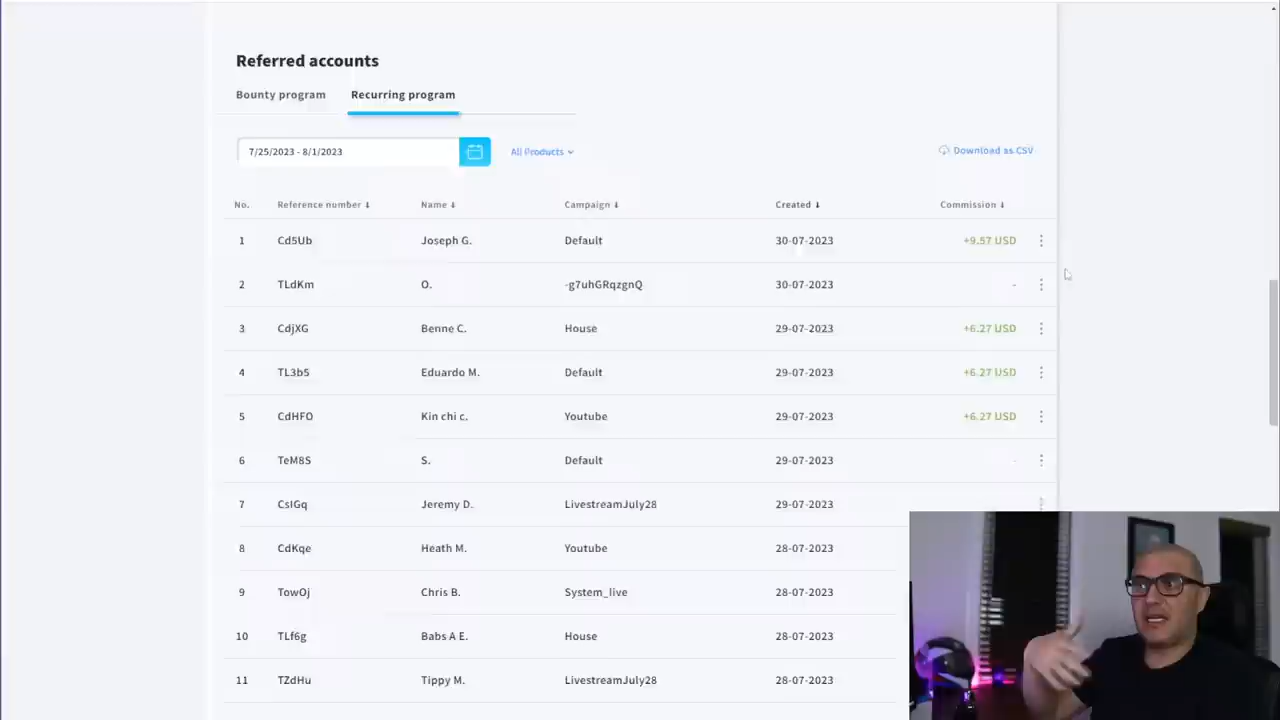 Referred accounts
Bounty program Recurring program
7/25/2023 - 8/1/2023 All Products Download as CSV
No. Reference number Name Campaign Created Commission
1 Cd5Ub Joseph G. Default 30-07-2023 +9.57 USD
2 TLdKm O. -g7uhGRqzgnQ 30-07-2023 -
3 CdjXG Benne C. House 29-07-2023 +6.27 USD
4 TL3b5 Eduardo M. Default 29-07-2023 +6.27 USD
5 CdHFO Kin chi c. Youtube 29-07-2023 +6.27 USD
6 TeM8S S. Default 29-07-2023 -
7 CsIGq Jeremy D. LivestreamJuly28 29-07-2023
8 CdKqe Heath M. Youtube 28-07-2023
9 TowOj Chris B. System_live 28-07-2023
10 TLf6g Babs A E. House 28-07-2023
11 TZdHu Tippy M. LivestreamJuly28 28-07-2023